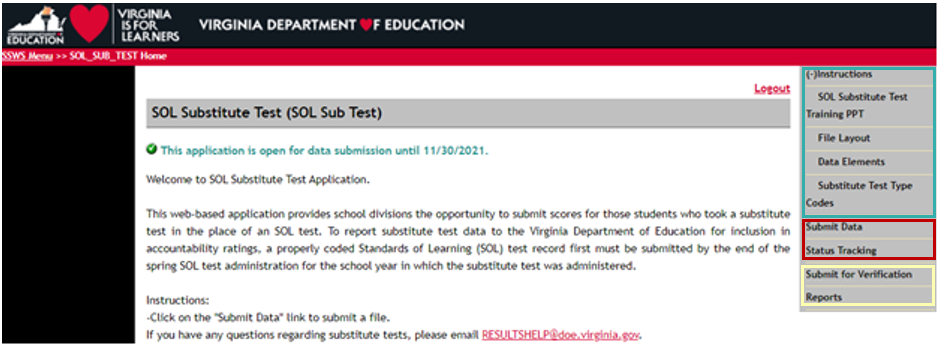 VIRGINIA DEPARTMENT OF
EDUCATION
VIRGINIA
IS FOR
LEARNERS
VIRGINIA DEPARTMENT OF EDUCATION
SSWS Menu >> SOL_SUB_TEST Home
Logout
SOL Substitute Test (SOL Sub Test)
This application is open for data submission until 11/30/2021.
Welcome to SOL Substitute Test Application.
This web-based application provides school divisions the opportunity to submit scores for those students who took a substitute
test in the place of an SOL test. To report substitute test data to the Virginia Department of Education for inclusion in
accountability ratings, a properly coded Standards of Learning (SOL) test record first must be submitted by the end of the
spring SOL test administration for the school year in which the substitute test was administered.
Instructions:
-Click on the "Submit Data" link to submit a file.
If you have any questions regarding substitute tests, please email RESULTSHELP@doe.virginia.gov.
(-)Instructions
SOL Substitute Test
Training PPT
File Layout
Data Elements
Substitute Test Type
Codes
Submit Data
Status Tracking
Submit for Verification
Reports